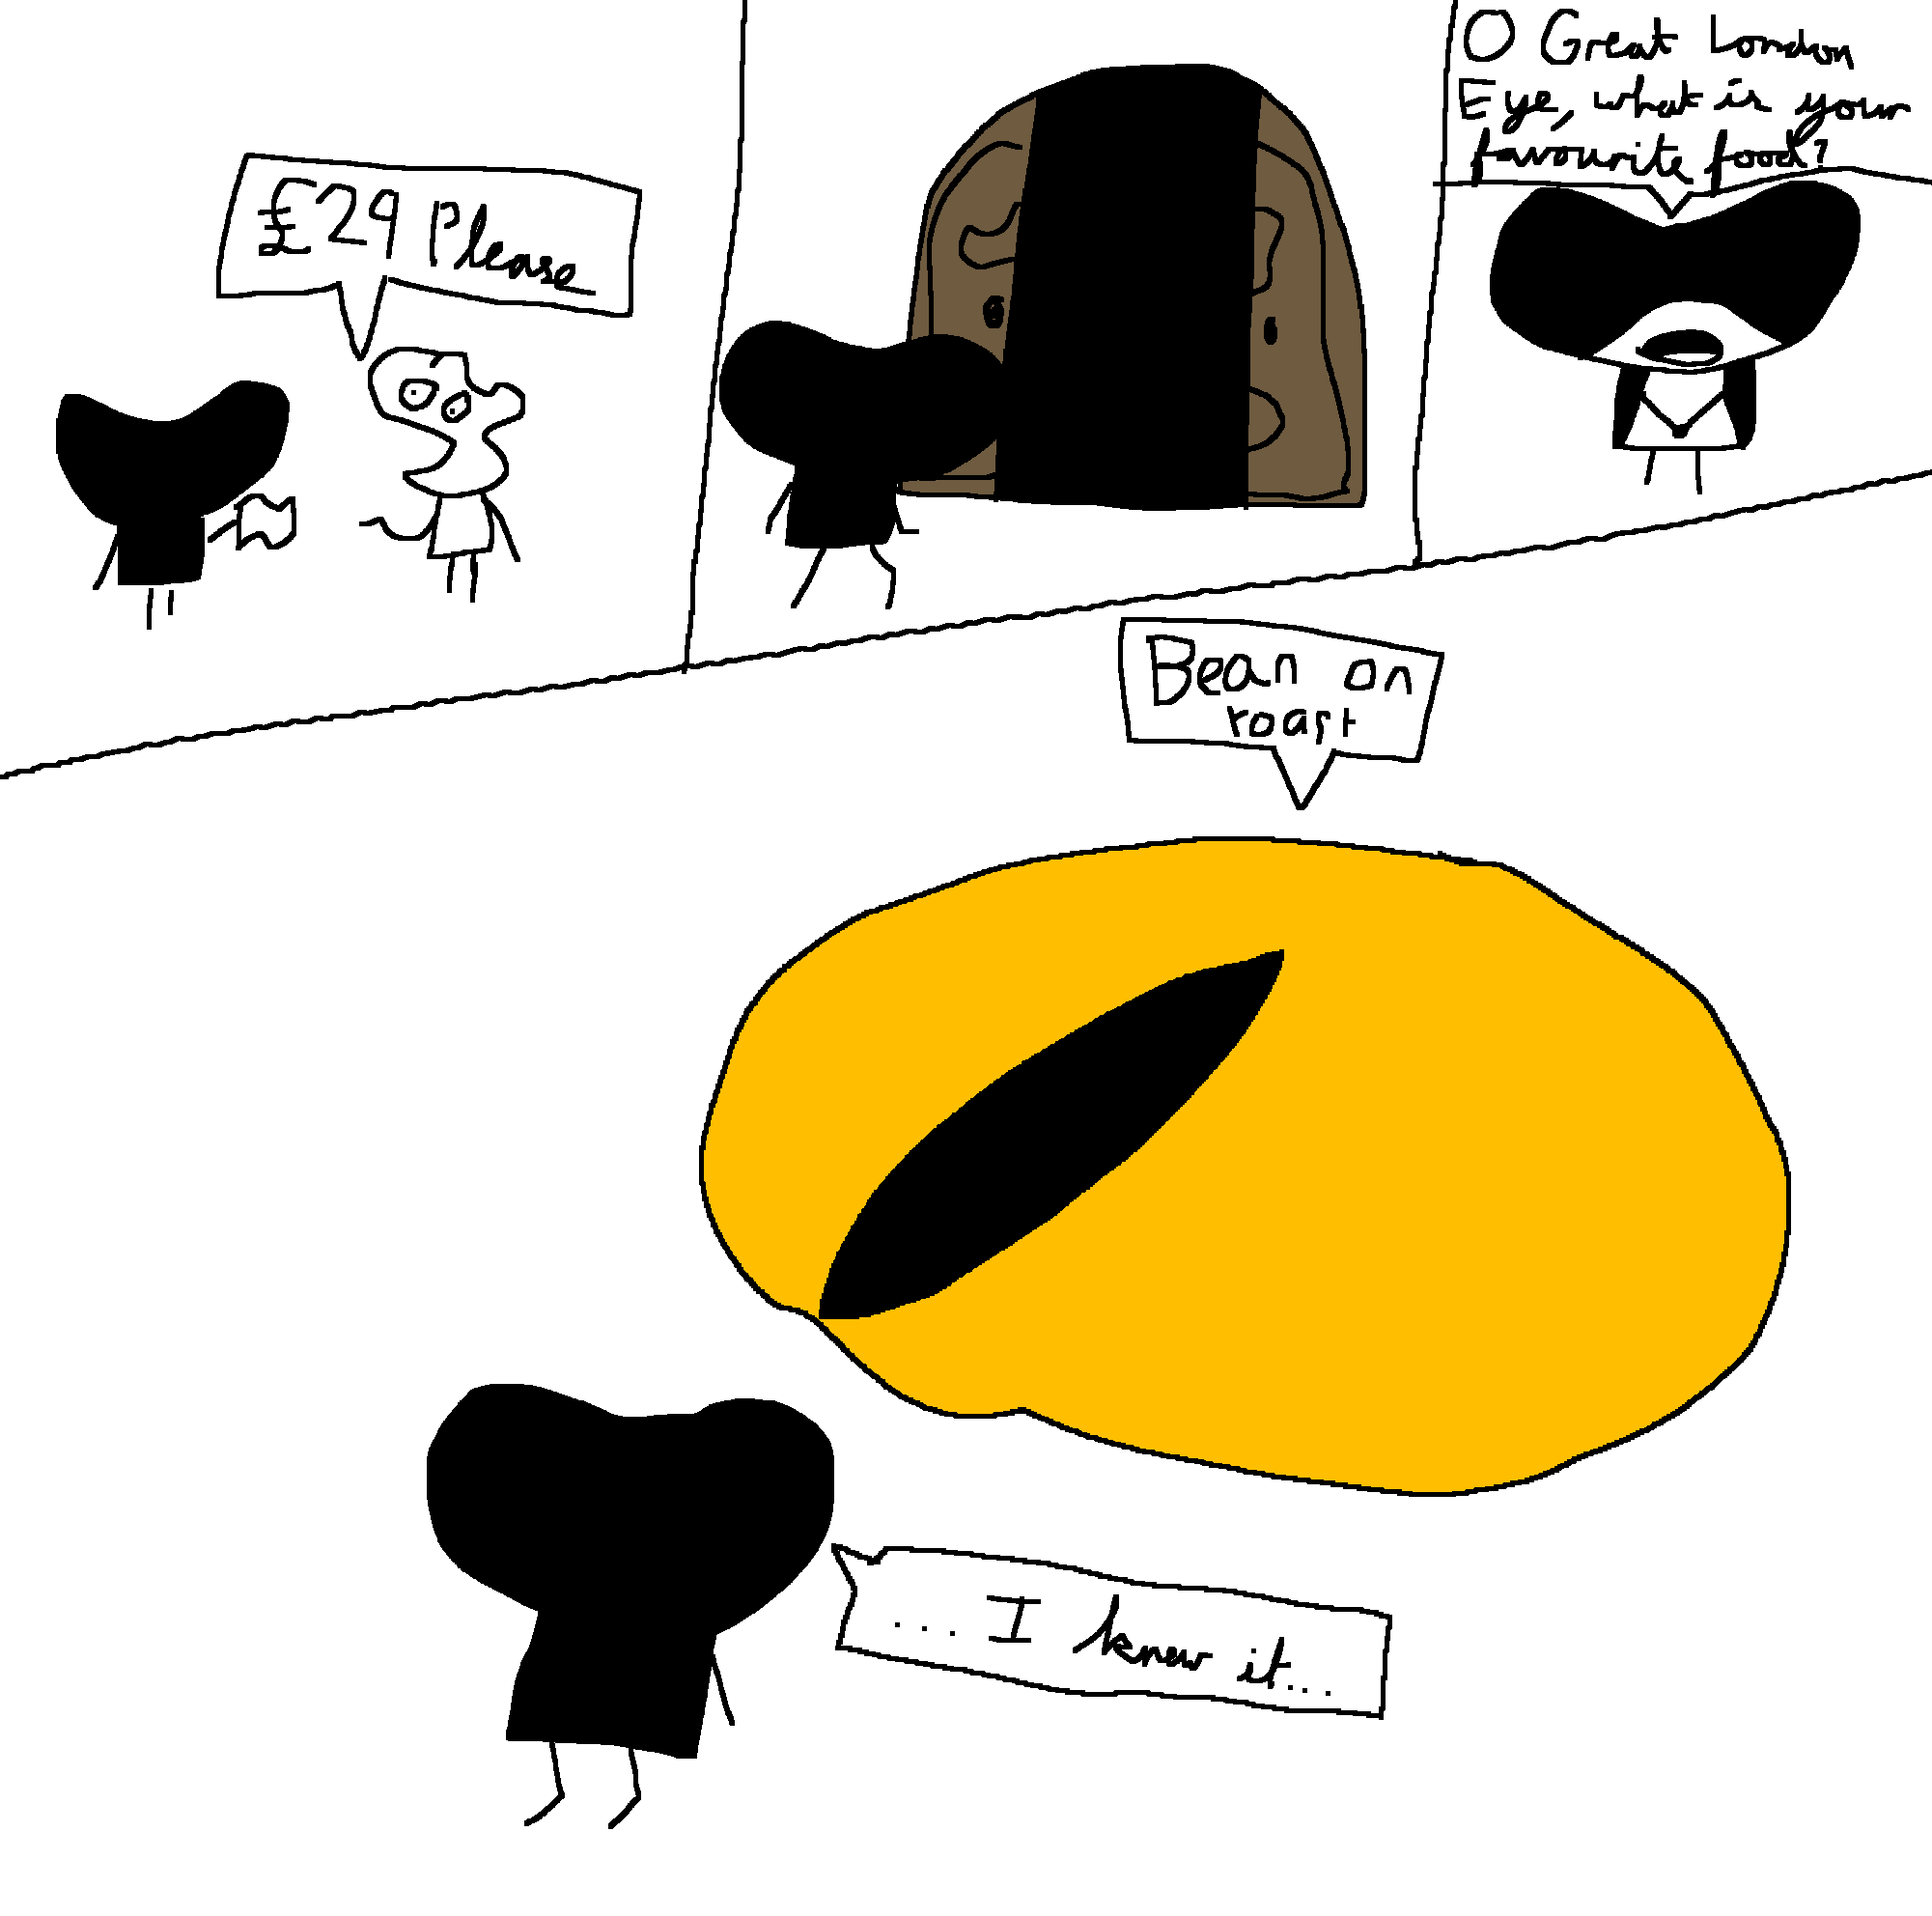 £29 Please
O Great London
Eye, what is your
favourite food?
Bean on
roast
... I knew it...